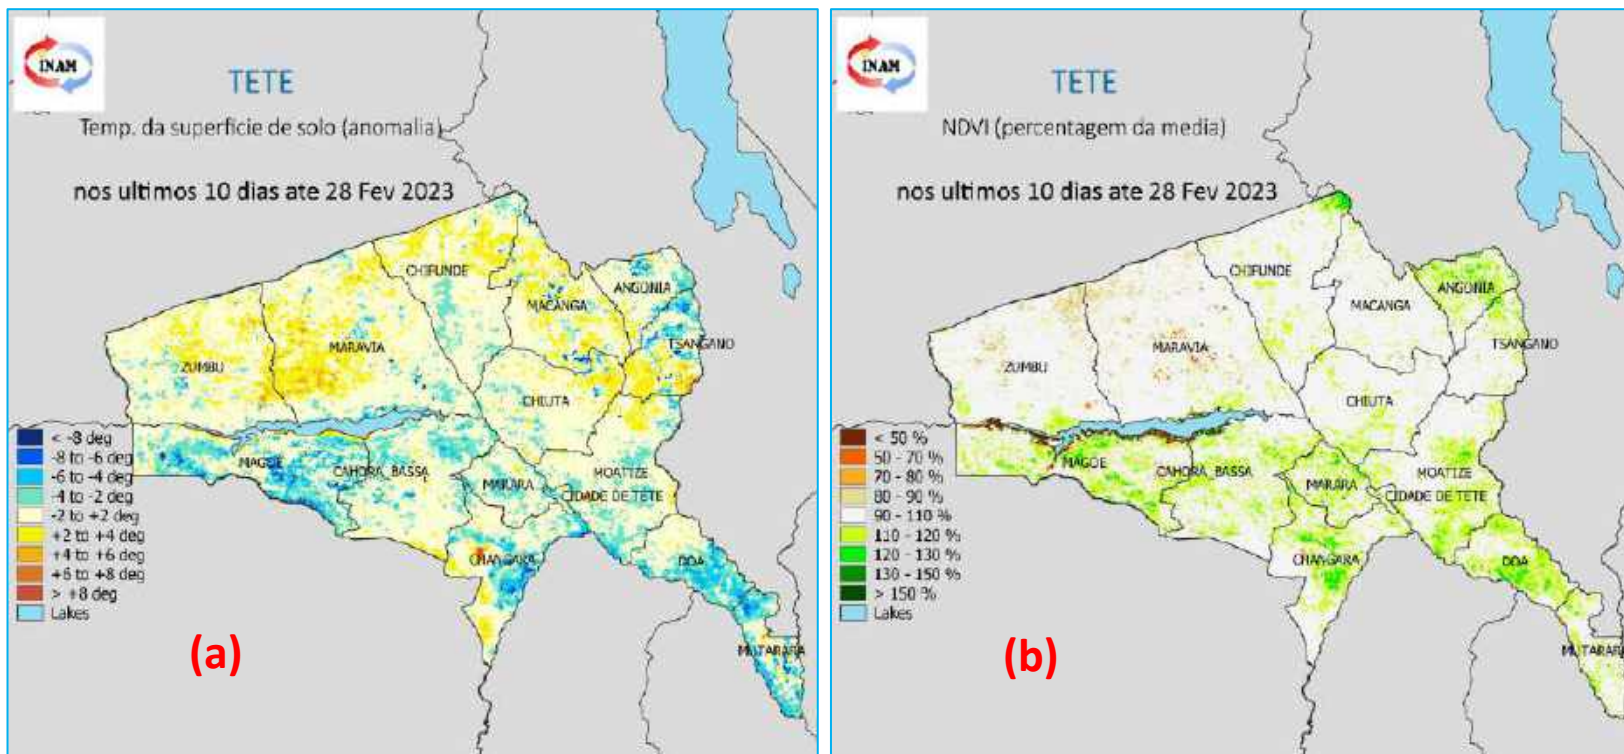 INAM
TETE
Temp. da superficie de solo (anomalia)
nos ultimos 10 dias ate 28 Fev 2023
CHIFUNDE
ANGONIA
MACANGA
TSANGANO
MARAVIA
ZUMBU
CHIUTA
MAGOE
CAHORA_BASSA
MOATIZE
MARARA
CIDADE DE TETE
CHANGARA
DOA
MUTARARA
< -8 deg
-8 to -6 deg
-6 to -4 deg
-4 to -2 deg
-2 to +2 deg
+2 to +4 deg
+4 to +6 deg
+6 to +8 deg
> +8 deg
Lakes
(a)
INAM
TETE
NDVI (percentagem da media)
nos ultimos 10 dias ate 28 Fev 2023
CHIFUNDE
ANGONIA
MACANGA
TSANGANO
MARAVIA
ZUMBU
CHIUTA
MAGOE
CAHORA_BASSA
MOATIZE
MARARA
CIDADE DE TETE
CHANGARA
DOA
MUTARARA
< 50 %
50 - 70 %
70 - 80 %
80 - 90 %
90 - 110 %
110 - 120 %
120 - 130 %
130 - 150 %
> 150 %
Lakes
(b)